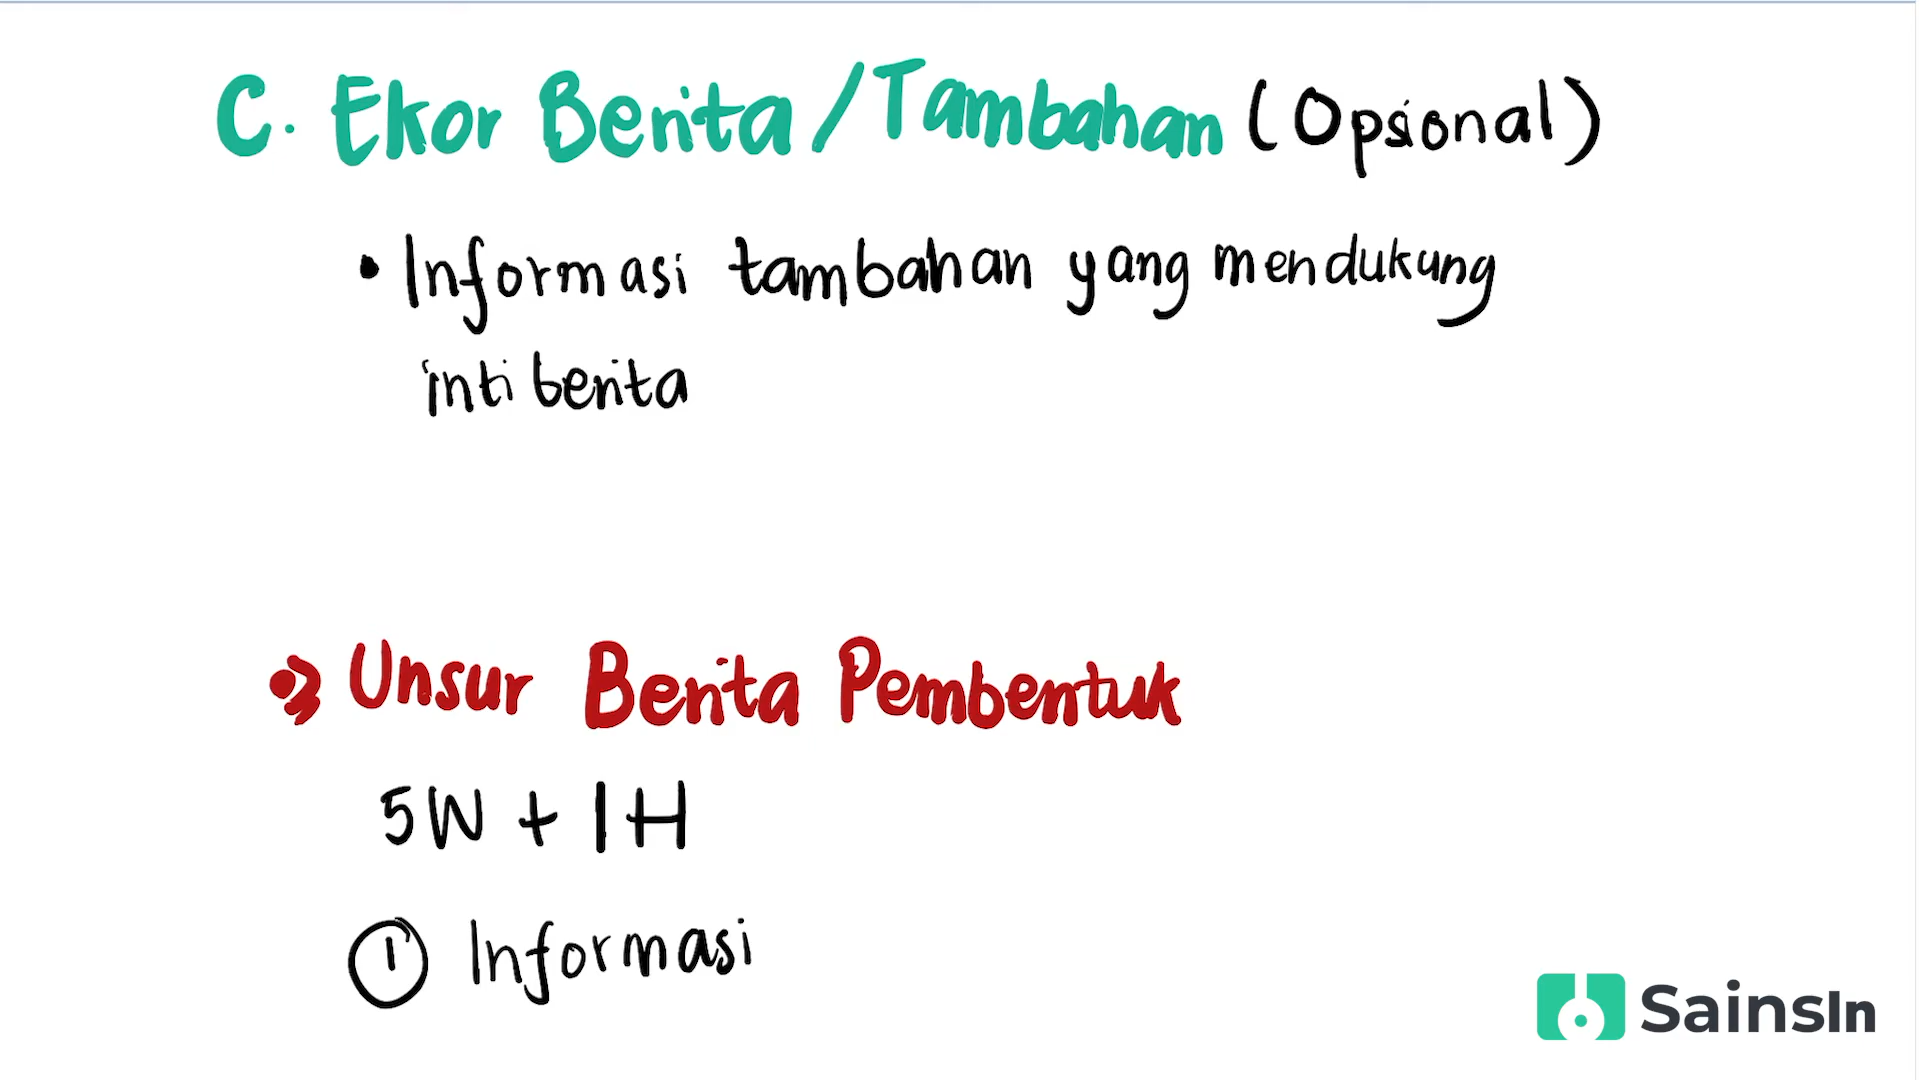 C. Ekor Berita / Tambahan (Opsional)
• Informasi tambahan yang mendukung
inti berita
Unsur Berita Pembentuk
5W + 1H
1 Informasi
SainsIn